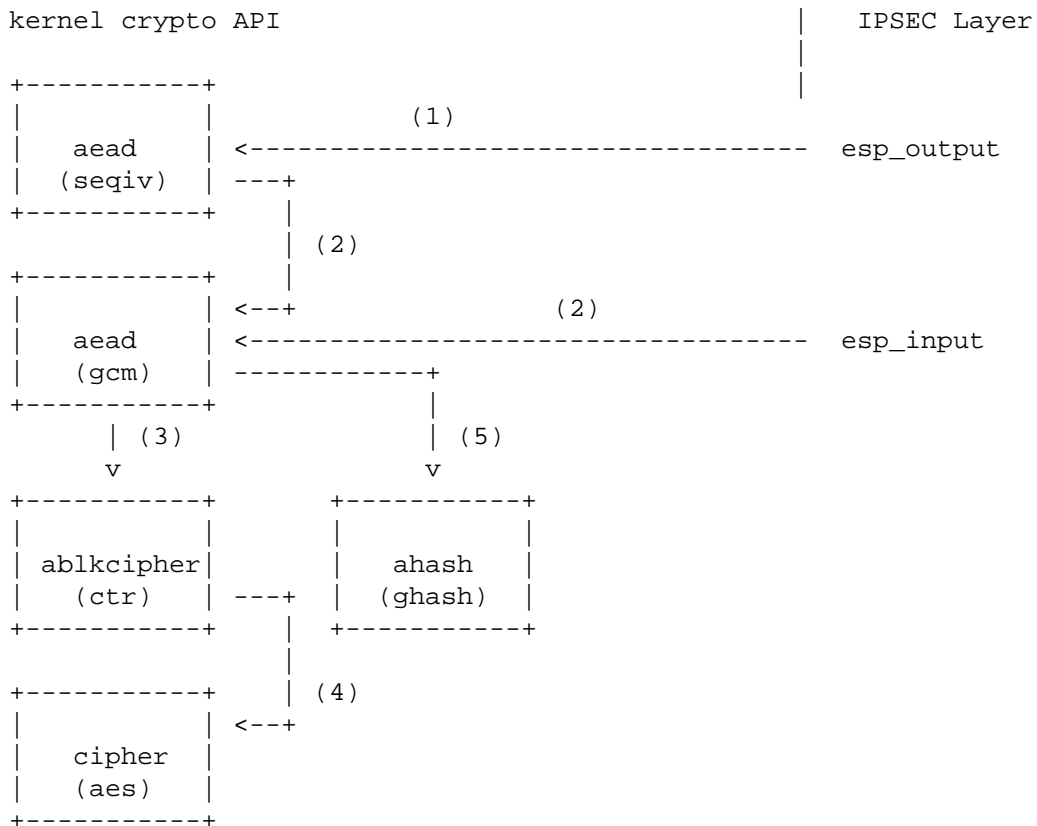 kernel crypto API | IPSEC Layer
(1)
aead <----------------------------------- esp_output
(seqiv)
(2)
(2)
aead <----------------------------------- esp_input
(gcm)
(3) (5)
v v
ablkcipher ahash
(ctr) (ghash)
(4)
cipher
(aes)